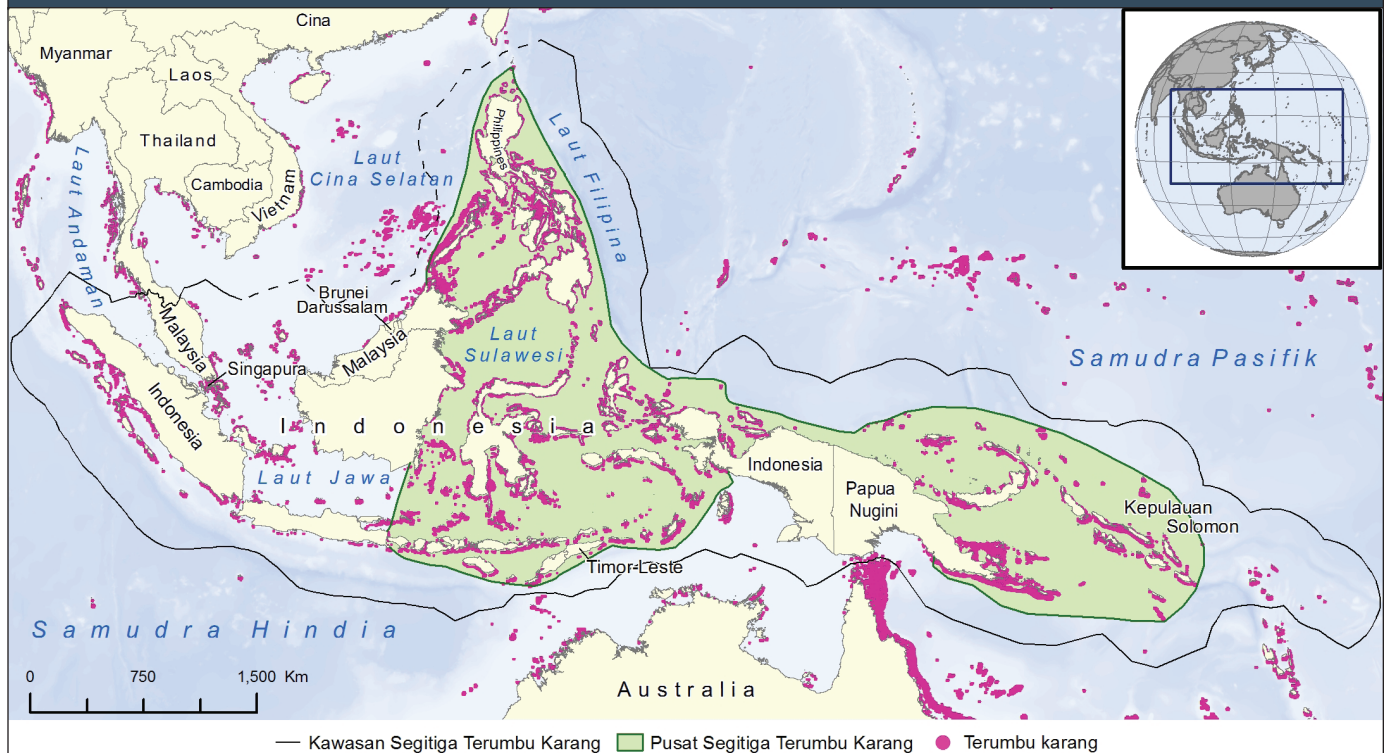 Cina
Myanmar
Laos
Thailand
Cambodia
Vietnam
Laut
Cina Selatan
Philippines
Laut Filipina
Laut Andaman
Brunei
Darussalam
Malaysia
Malaysia
Singapura
Laut
Sulawesi
Samudra Pasifik
Indonesia
Indonesia
Laut Jawa
Indonesia
Papua
Nugini
Kepulauan
Solomon
Timor-Leste
Samudra Hindia
0 750 1,500 Km
Australia
Kawasan Segitiga Terumbu Karang Pusat Segitiga Terumbu Karang Terumbu karang